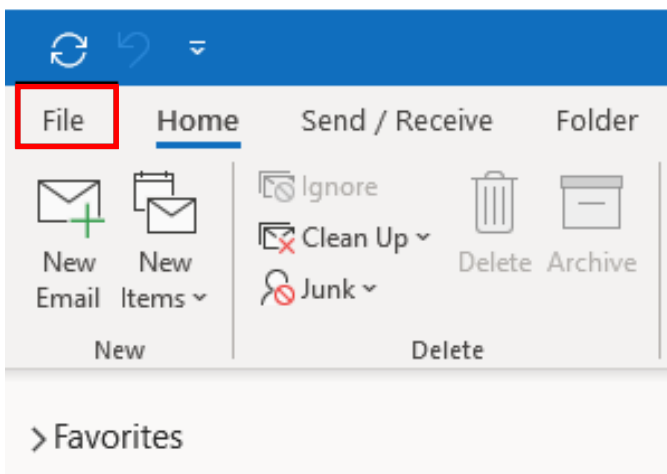 File Home Send / Receive Folder
New Email
New Items
Ignore
Clean Up
Junk
Delete
Archive
New
Delete
Favorites